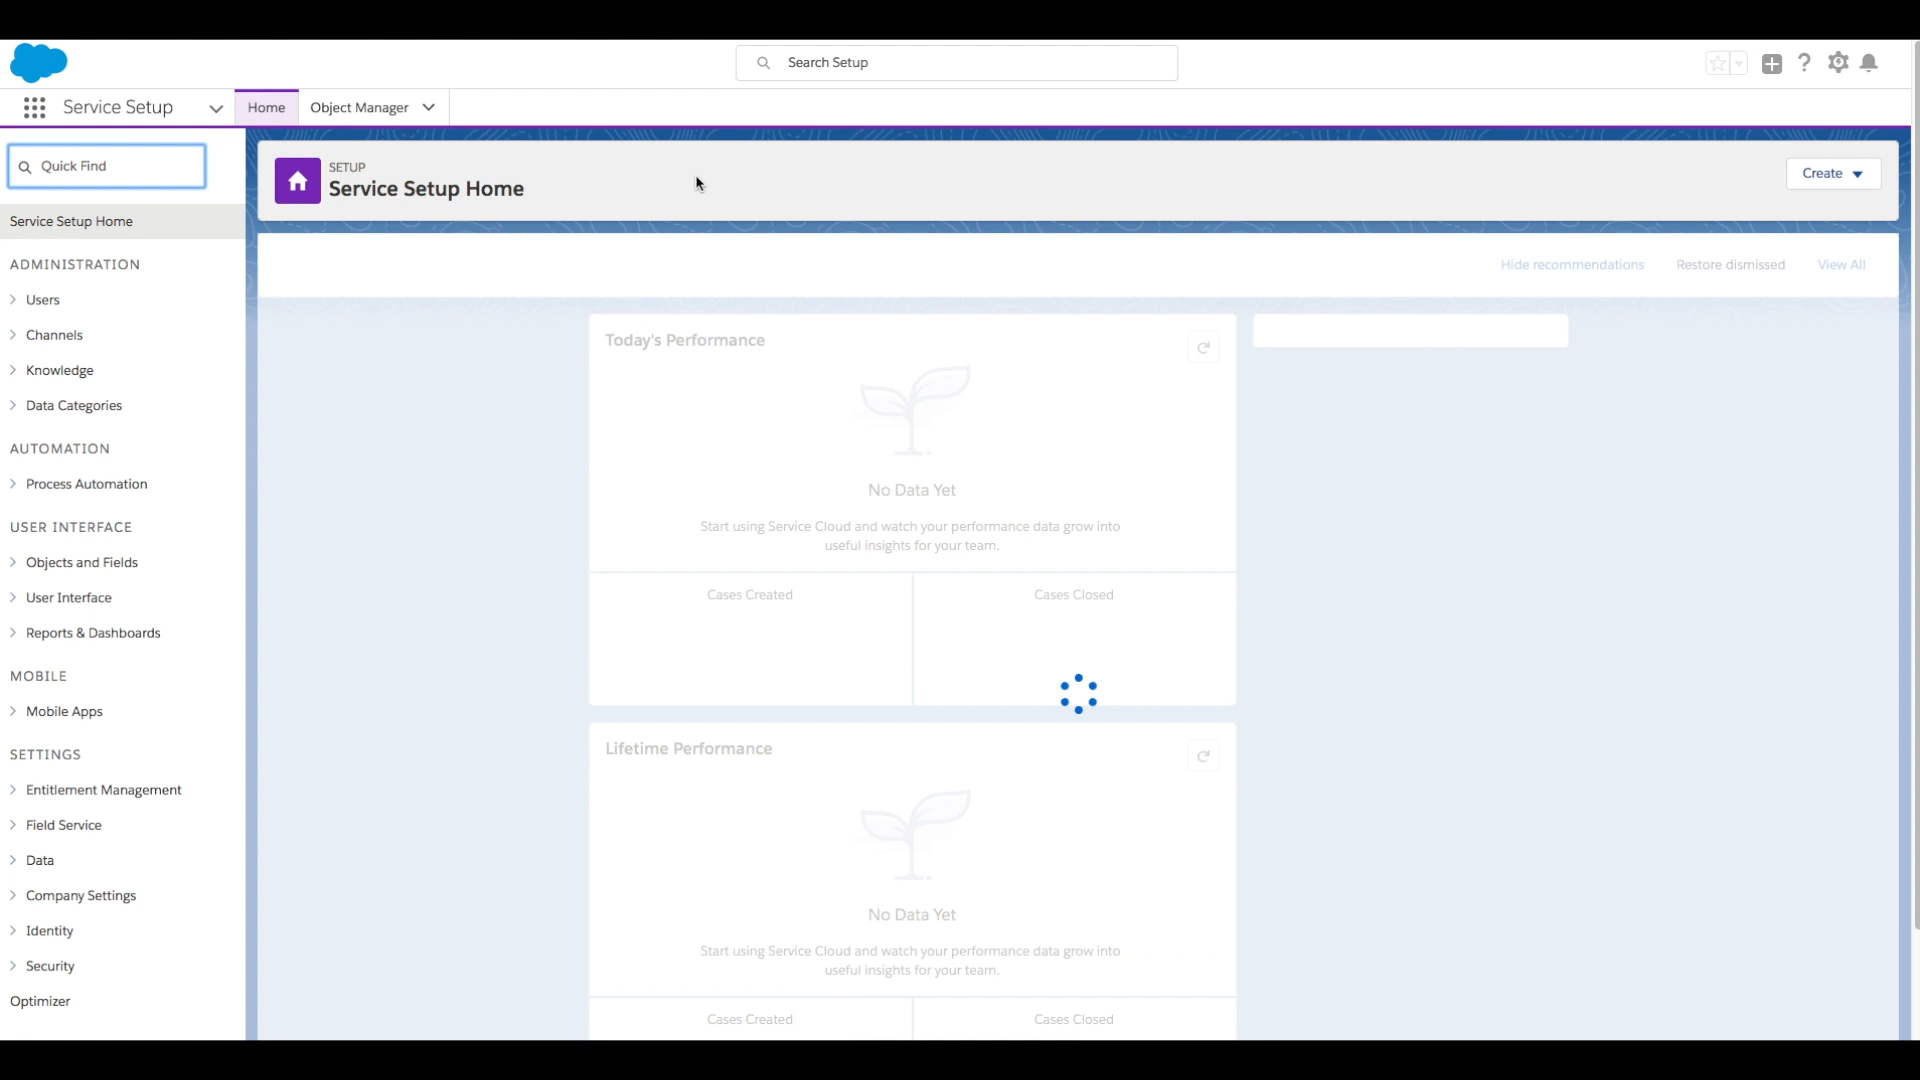 Search Setup
Service Setup
Home
Object Manager
Quick Find
SETUP
Service Setup Home
Create
Service Setup Home
Hide recommendations
Restore dismissed
View All
ADMINISTRATION
Users
Channels
Knowledge
Data Categories
AUTOMATION
Process Automation
USER INTERFACE
Objects and Fields
User Interface
Reports & Dashboards
MOBILE
Mobile Apps
SETTINGS
Entitlement Management
Field Service
Data
Company Settings
Identity
Security
Optimizer
Today's Performance
No Data Yet
Start using Service Cloud and watch your performance data grow into
useful insights for your team.
Cases Created
Cases Closed
Lifetime Performance
No Data Yet
Start using Service Cloud and watch your performance data grow into
useful insights for your team.
Cases Created
Cases Closed